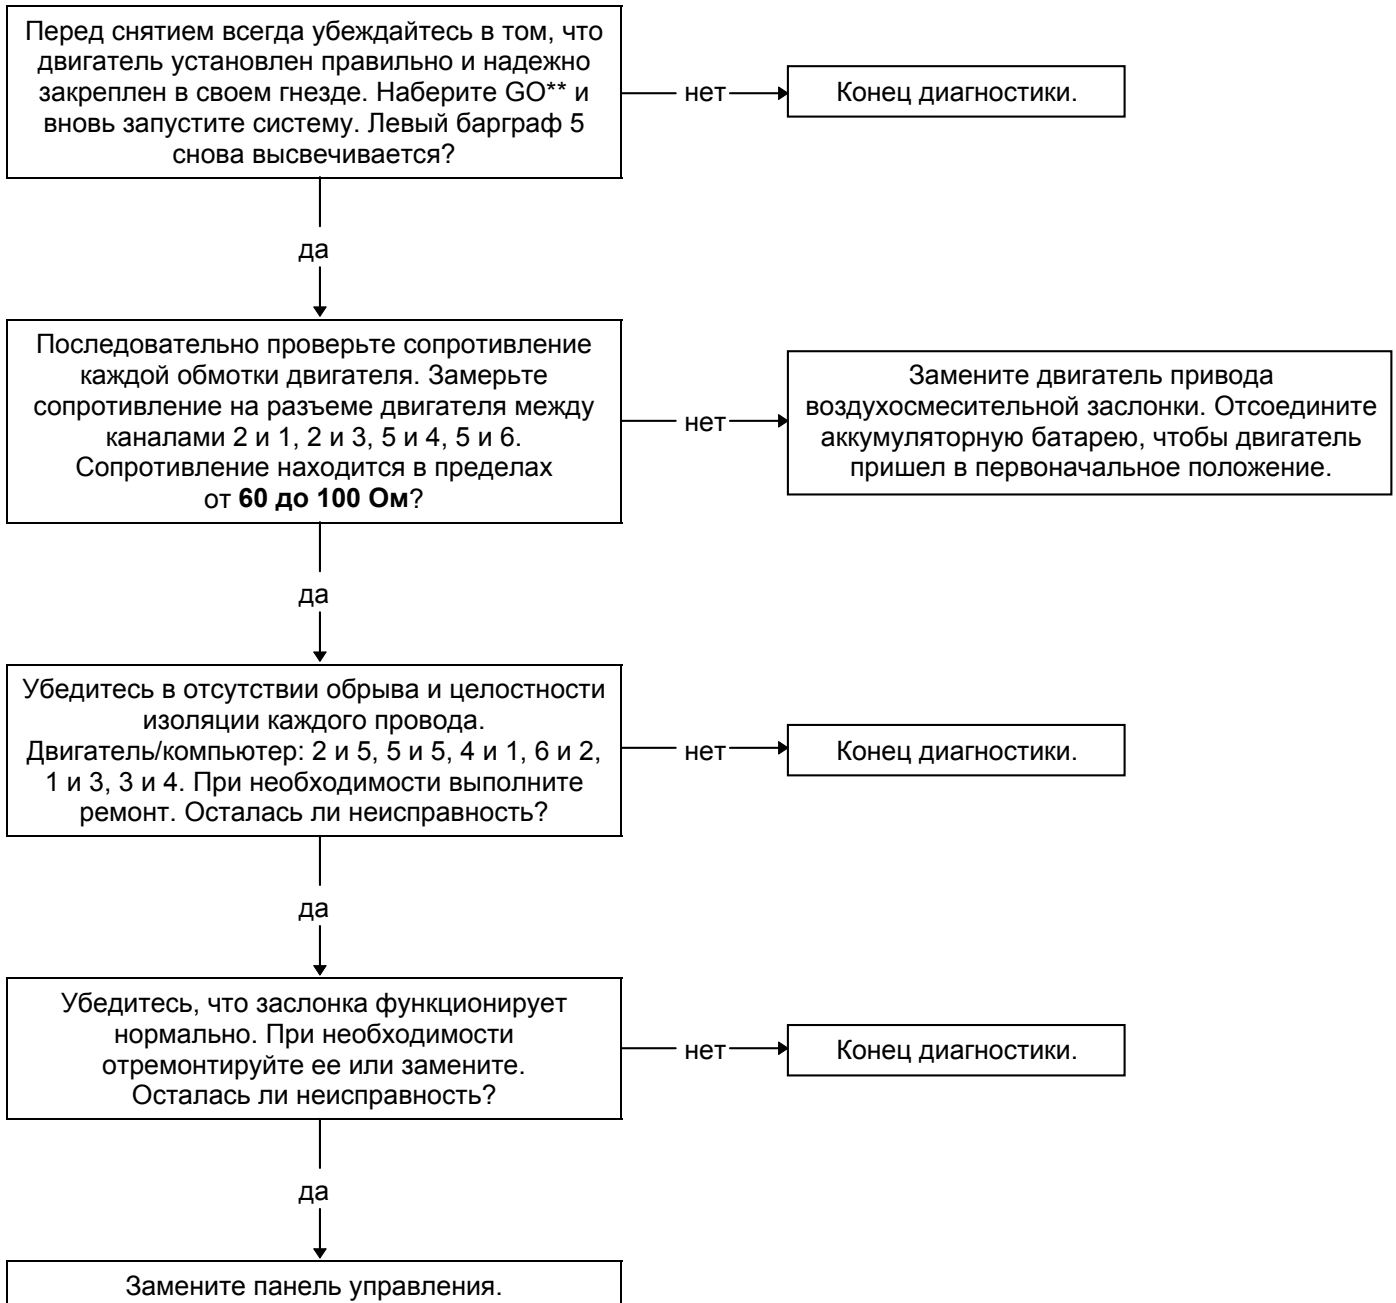 Перед снятием всегда убеждайтесь в том, что
двигатель установлен правильно и надежно
закреплен в своем гнезде. Наберите GO** и
вновь запустите систему. Левый барграф 5
снова высвечивается?
нет
Конец диагностики.
да
Последовательно проверьте сопротивление
каждой обмотки двигателя. Замерьте
сопротивление на разъеме двигателя между
каналами 2 и 1, 2 и 3, 5 и 4, 5 и 6.
Сопротивление находится в пределах
от 60 до 100 Ом?
нет
Замените двигатель привода
воздухосмесительной заслонки. Отсоедините
аккумуляторную батарею, чтобы двигатель
пришел в первоначальное положение.
да
Убедитесь в отсутствии обрыва и целостности
изоляции каждого провода.
Двигатель/компьютер: 2 и 5, 5 и 5, 4 и 1, 6 и 2,
1 и 3, 3 и 4. При необходимости выполните
ремонт. Осталась ли неисправность?
нет
Конец диагностики.
да
Убедитесь, что заслонка функционирует
нормально. При необходимости
отремонтируйте ее или замените.
Осталась ли неисправность?
нет
Конец диагностики.
да
Замените панель управления.